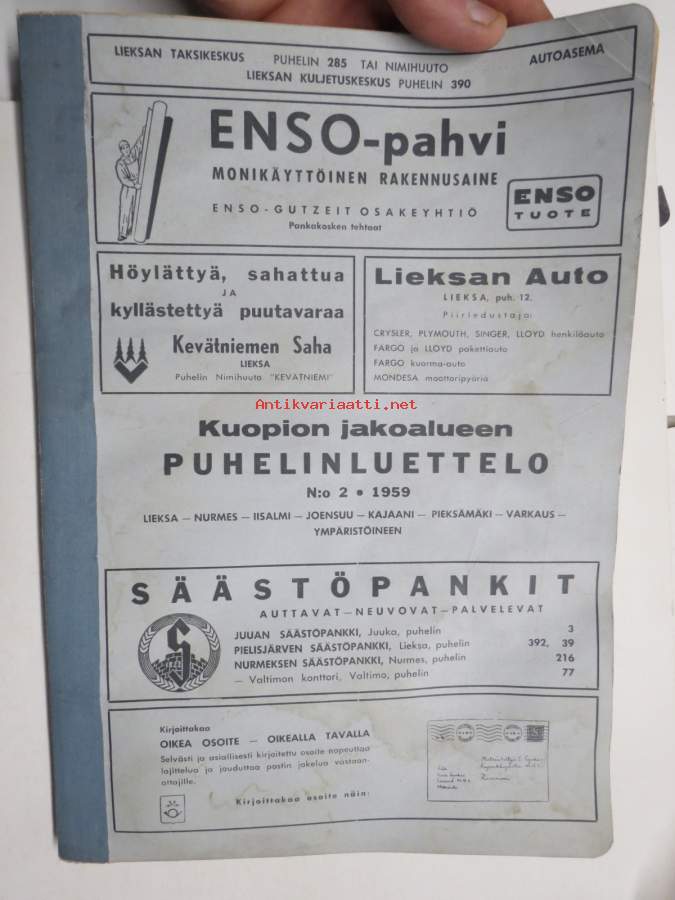 LIEKSAN TAKSIKESKUS PUHELIN 285 TAI NIMIHUUTO AUTOASEMA
LIEKSAN KULJETUSKESKUS PUHELIN 390
ENSO-pahvi
MONIKÄYTTÖINEN RAKENNUSAINE
ENSO-GUTZEIT OSAKEYHTIÖ
Pankakosken tehtaat
ENSO
TUOTE
Höylättyä, sahattua
JA
kyllästettyä puutavaraa
Kevätniemen Saha
LIEKSA
Puhelin Nimihuuto "KEVÄTNIEMI"
Lieksan Auto
LIEKSA, puh. 12.
Piiriedustaja:
CRYSLER, PLYMOUTH, SINGER, LLOYD henkilöauto
FARGO ja LLOYD pakettiauto
FARGO kuorma-auto
MONDESA moottoripyöriä
Antikvariaatti.net
Kuopion jakoalueen
PUHELINLUETTELO
N:o 2 • 1959
LIEKSA — NURMES — IISALMI — JOENSUU — KAJAANI — PIEKSÄMÄKI — VARKAUS —
YMPÄRISTÖINEEN
SÄÄSTÖPANKIT
AUTTAVAT — NEUVOVAT — PALVELEVAT
JUUAN SÄÄSTÖPANKKI, Juuka, puhelin 3
PIELISJÄRVEN SÄÄSTÖPANKKI, Lieksa, puhelin 392, 39
NURMEKSEN SÄÄSTÖPANKKI, Nurmes, puhelin 216
— Valtimon konttori, Valtimo, puhelin 77
Kirjoittakaa
OIKEA OSOITE — OIKEALLA TAVALLA
Selvästi ja asiallisesti kirjoitettu osoite nopeuttaa
lajittelua ja jouduttaa postin jakelua vastaan-
ottajille.
Kirjoittakaa osoite näin: